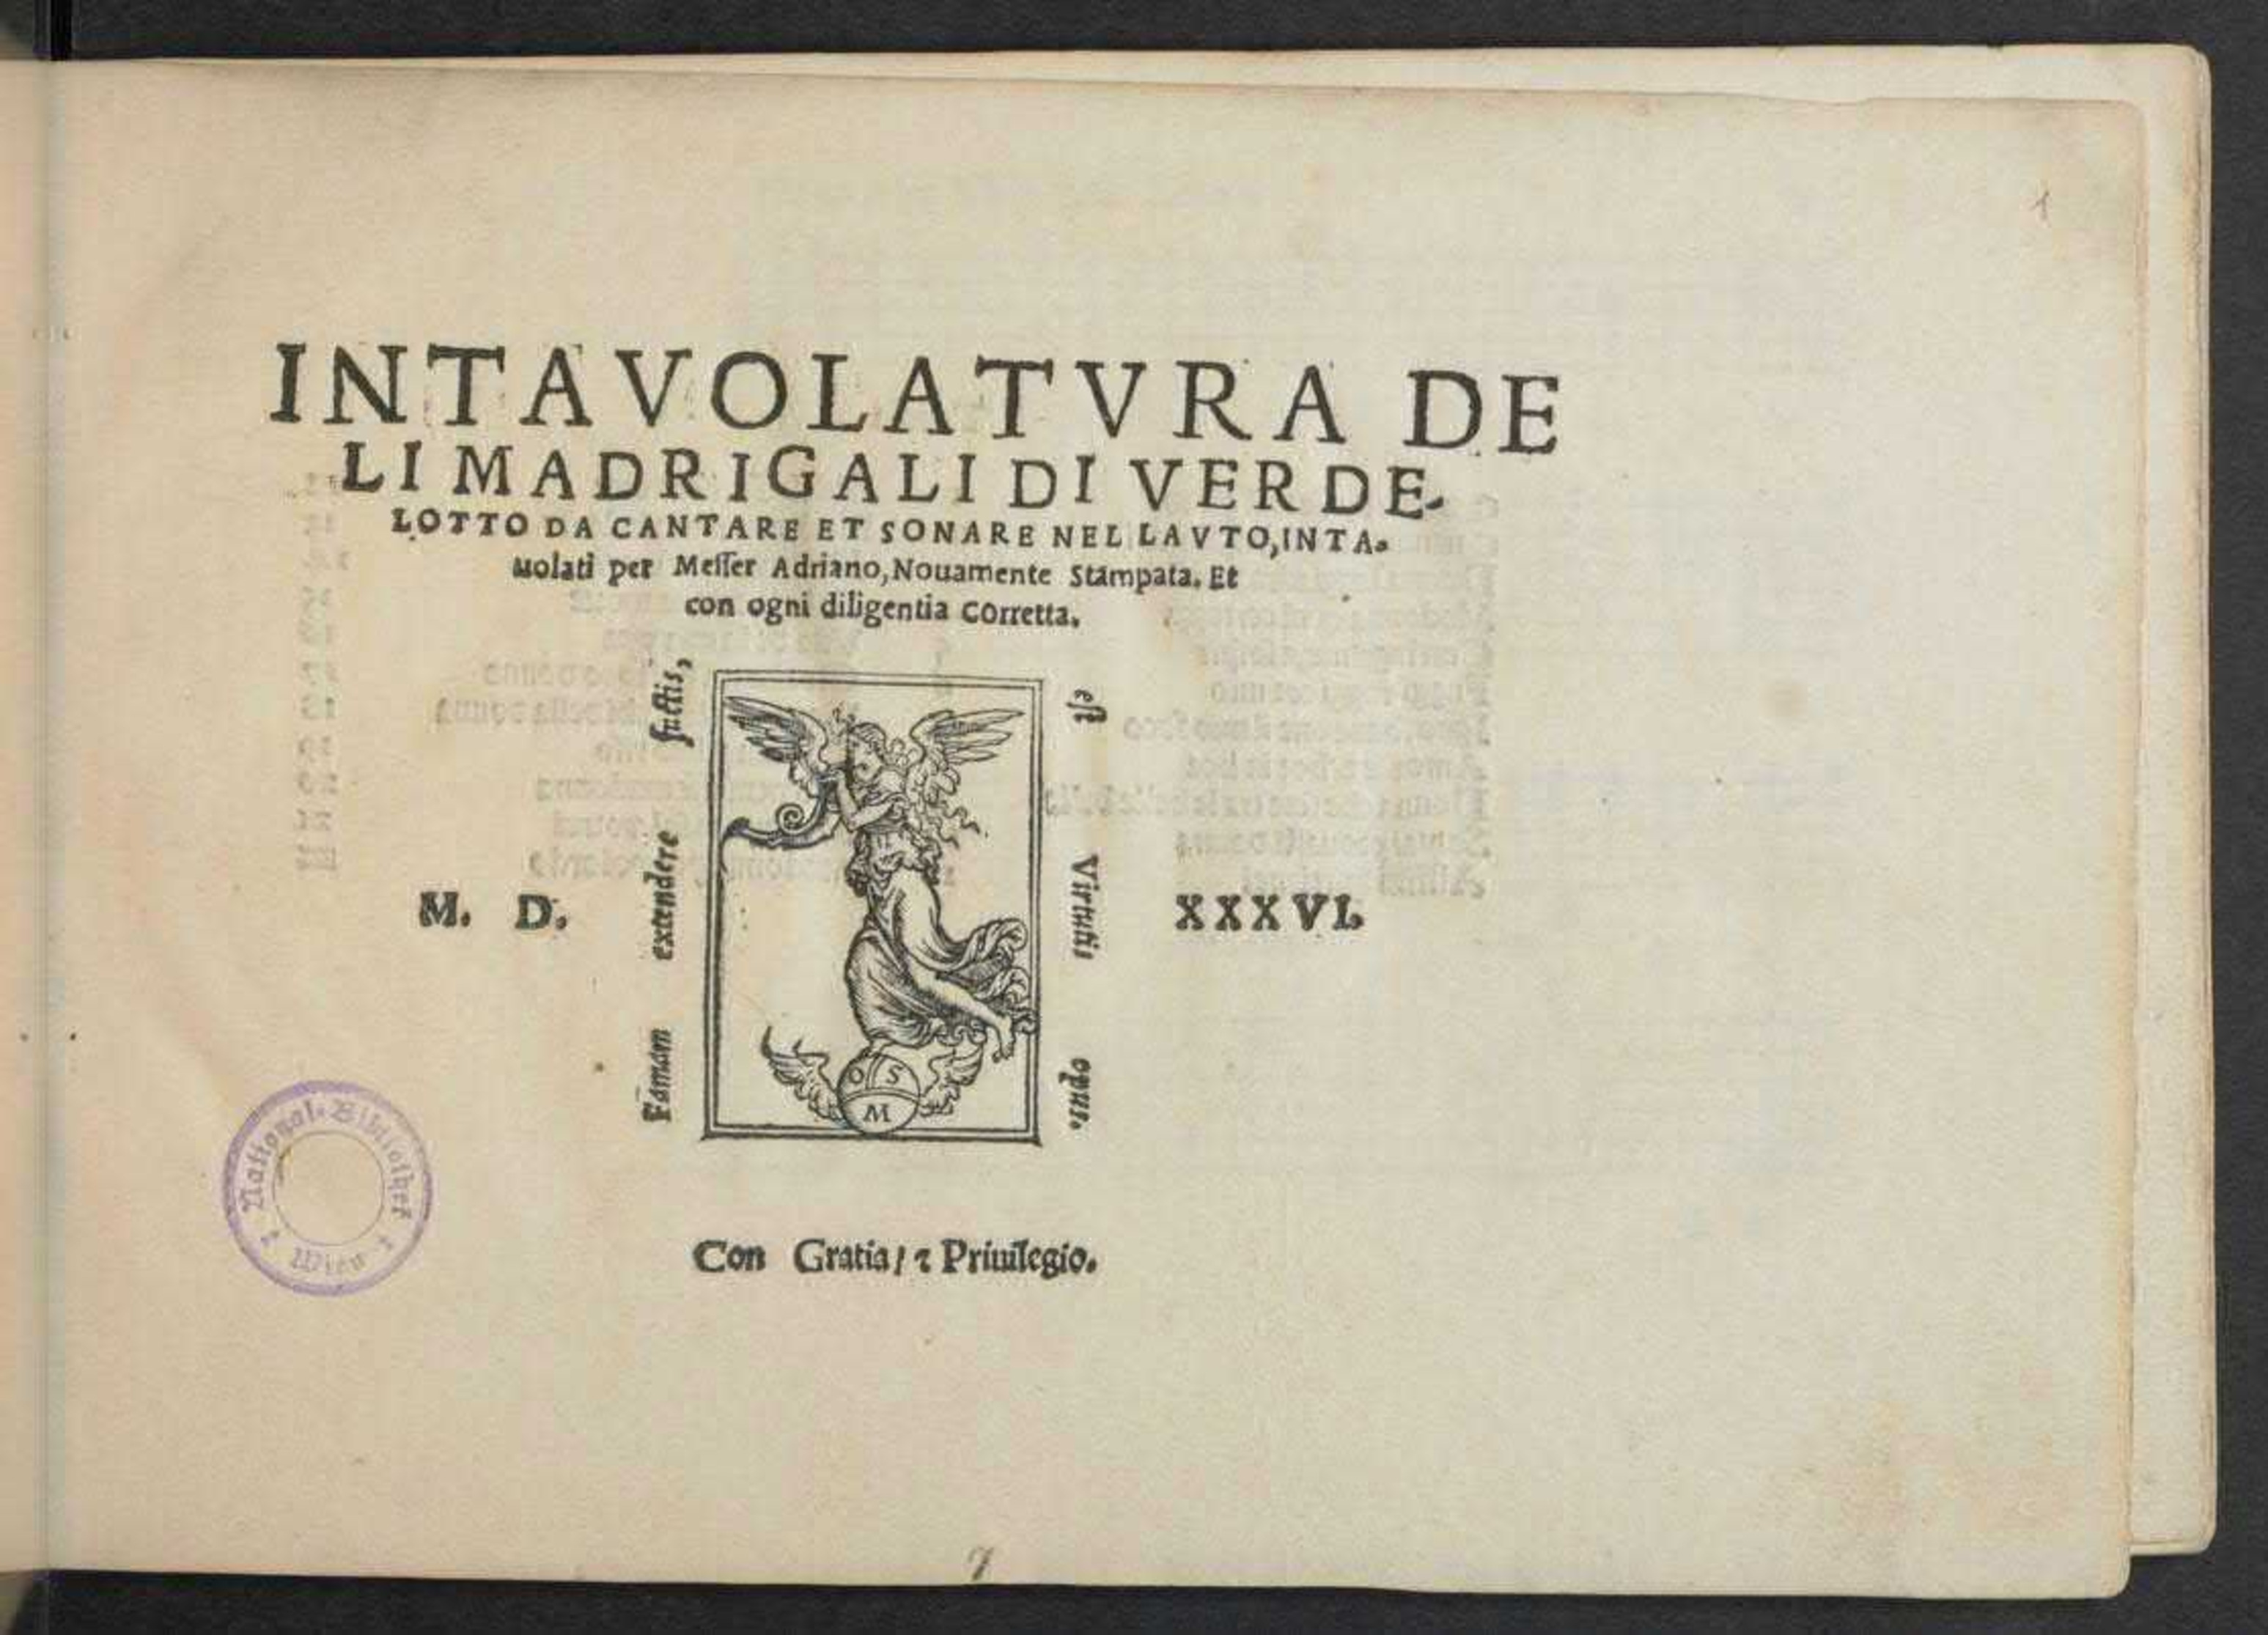 1
INTAVOLATVRA DE
LI MADRIGALI DI VERDE-
LOTTO DA CANTARE ET SONARE NEL LAVTO, INTA-
uolati per Messer Adriano, Nouamente Stampata. Et
con ogni diligentia Corretta.
Famam extendere factis,
est Virtutis opus.
M. D. XXXVI.
O S
M
National-Bibliothek
Wien
Con Gratia / ⁊ Priuilegio.
7